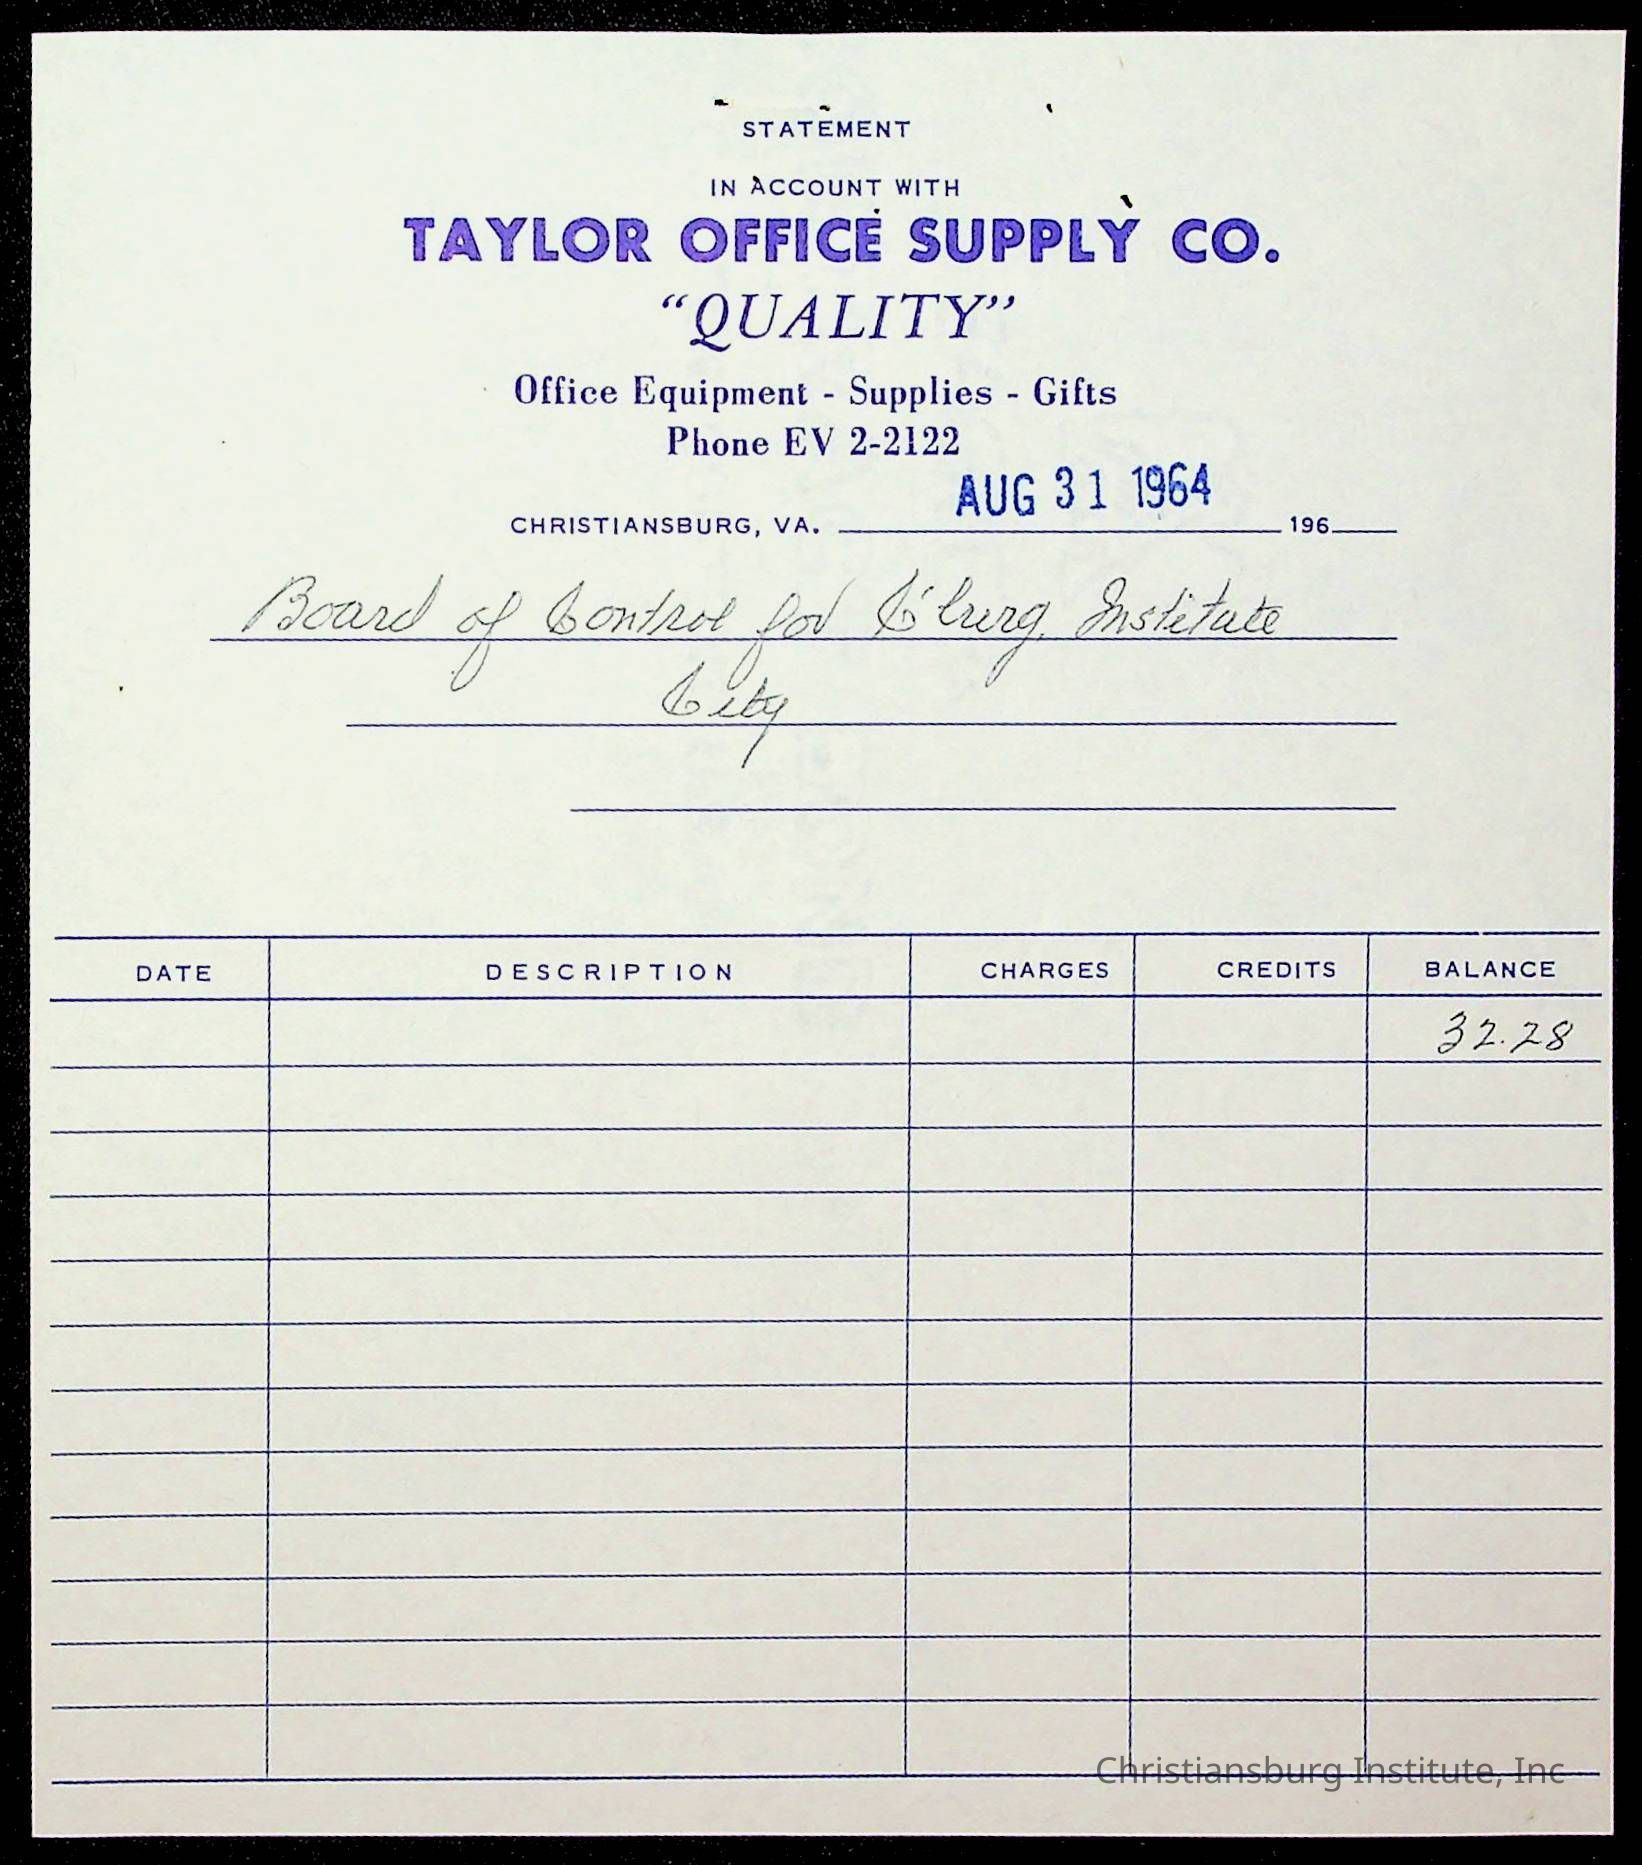 STATEMENT
IN ACCOUNT WITH
TAYLOR OFFICE SUPPLY CO.
“QUALITY”
Office Equipment - Supplies - Gifts
Phone EV 2-2122
AUG 31 1964
CHRISTIANSBURG, VA. 196
Board of Control for C'burg. Institute
City
DATE DESCRIPTION CHARGES CREDITS BALANCE
32.28
Christiansburg Institute, Inc